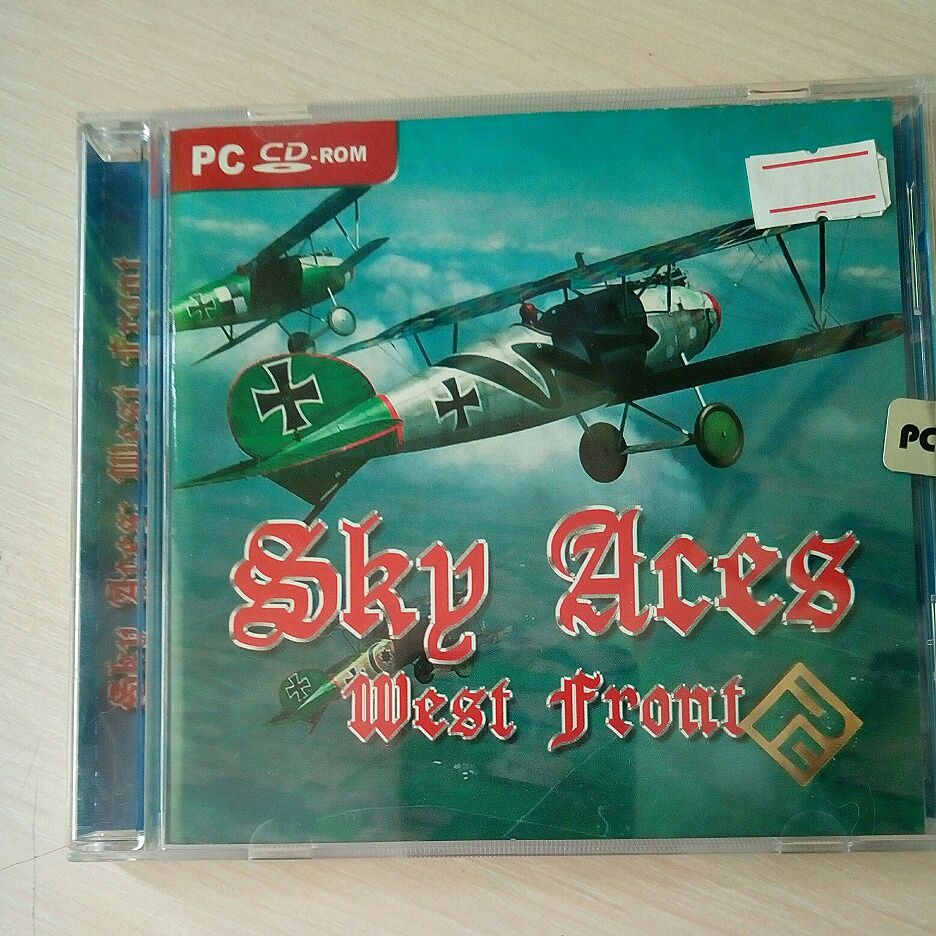 PC CD-ROM
Sky Aces
West Front
Sky Aces: West Front
PC